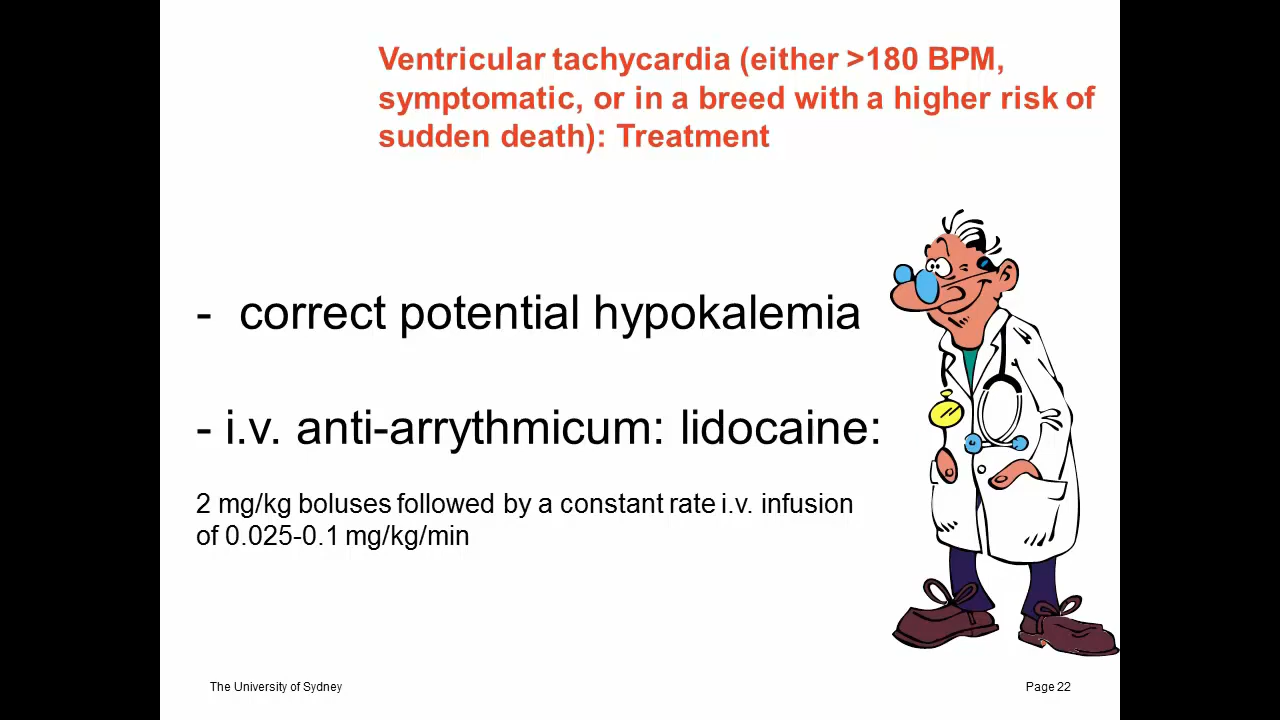 Ventricular tachycardia (either >180 BPM,
symptomatic, or in a breed with a higher risk of
sudden death): Treatment
- correct potential hypokalemia
- i.v. anti-arrythmicum: lidocaine:
2 mg/kg boluses followed by a constant rate i.v. infusion
of 0.025-0.1 mg/kg/min
The University of Sydney
Page 22